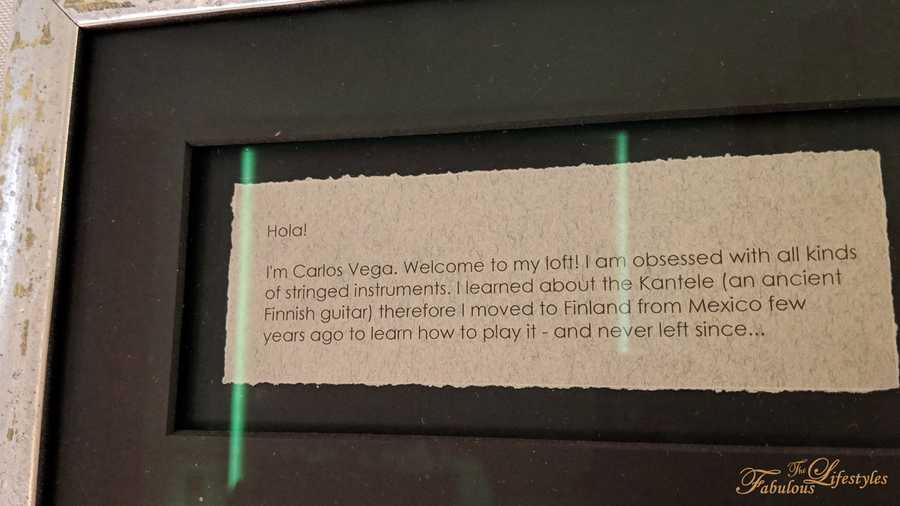 Hola!
I'm Carlos Vega. Welcome to my loft! I am obsessed with all kinds
of stringed instruments. I learned about the Kantele (an ancient
Finnish guitar) therefore I moved to Finland from Mexico few
years ago to learn how to play it - and never left since...
The Fabulous Lifestyles